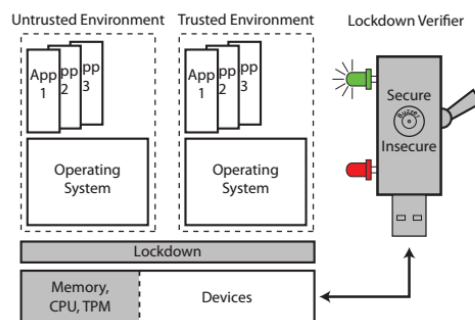 Untrusted Environment
Trusted Environment
Lockdown Verifier
App
1
pp
2
pp
3
App
1
pp
2
pp
3
Operating
System
Operating
System
Secure
Buzzer
Insecure
Lockdown
Memory,
CPU, TPM
Devices